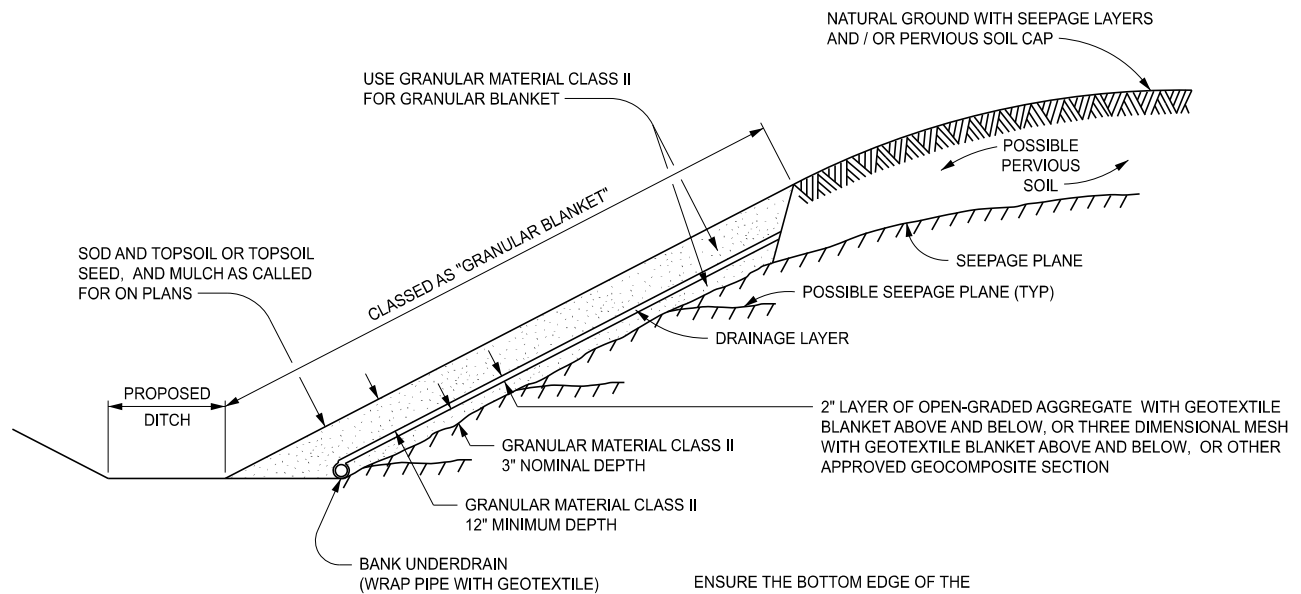 NATURAL GROUND WITH SEEPAGE LAYERS
AND / OR PERVIOUS SOIL CAP
USE GRANULAR MATERIAL CLASS II
FOR GRANULAR BLANKET
POSSIBLE
PERVIOUS
SOIL
CLASSED AS "GRANULAR BLANKET"
SOD AND TOPSOIL OR TOPSOIL
SEED, AND MULCH AS CALLED
FOR ON PLANS
SEEPAGE PLANE
POSSIBLE SEEPAGE PLANE (TYP)
DRAINAGE LAYER
PROPOSED
DITCH
2" LAYER OF OPEN-GRADED AGGREGATE WITH GEOTEXTILE
BLANKET ABOVE AND BELOW, OR THREE DIMENSIONAL MESH
WITH GEOTEXTILE BLANKET ABOVE AND BELOW, OR OTHER
APPROVED GEOCOMPOSITE SECTION
GRANULAR MATERIAL CLASS II
3" NOMINAL DEPTH
GRANULAR MATERIAL CLASS II
12" MINIMUM DEPTH
BANK UNDERDRAIN
(WRAP PIPE WITH GEOTEXTILE)
ENSURE THE BOTTOM EDGE OF THE